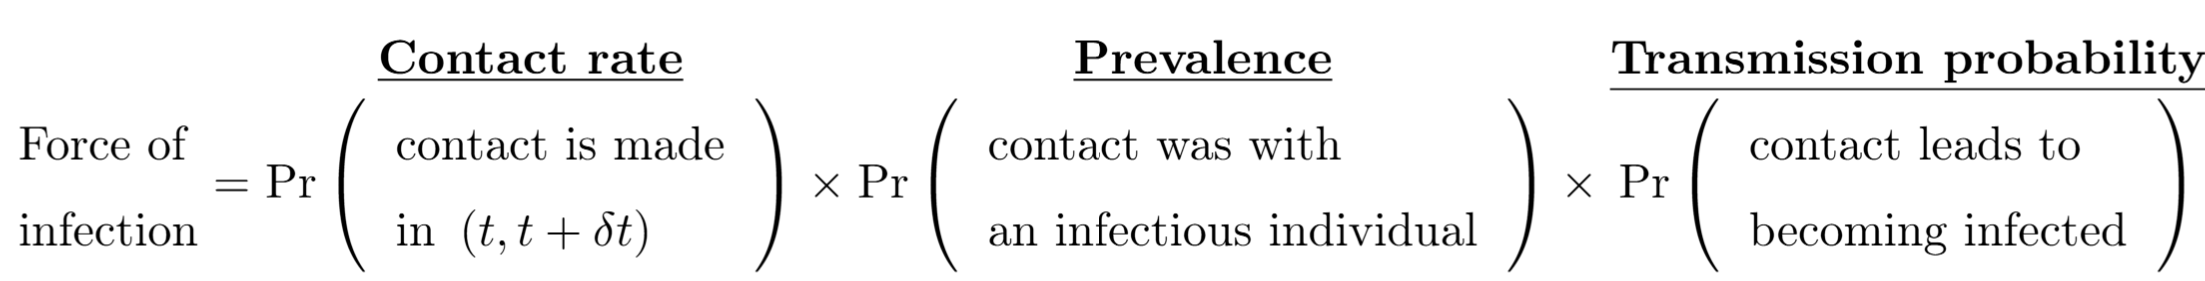 Contact rate Prevalence Transmission probability
Force of contact is made contact was with contact leads to
= Pr ( ) × Pr ( ) × Pr ( )
infection in (t, t + δt) an infectious individual becoming infected